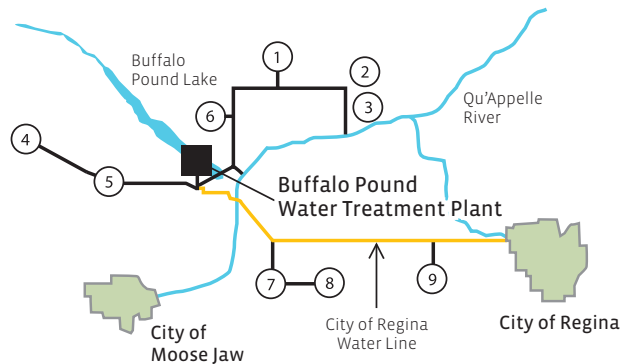 1
Buffalo
Pound Lake
2
Qu'Appelle
River
3
6
4
5
Buffalo Pound
Water Treatment Plant
7
8
9
City of Regina
Water Line
City of Regina
City of
Moose Jaw